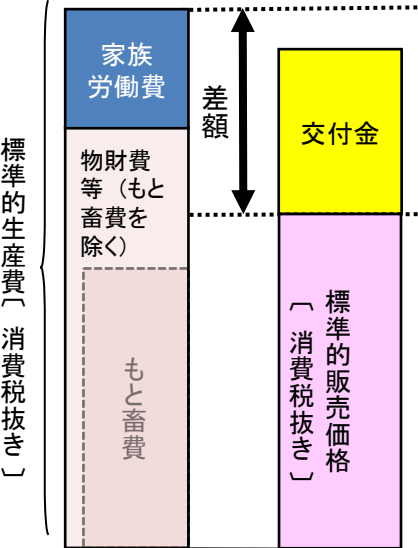 標準的生産費〔消費税抜き〕
家族
労働費
物財費
等（もと
畜費を
除く）
もと畜費
差額
交付金
標準的販売価格
〔消費税抜き〕